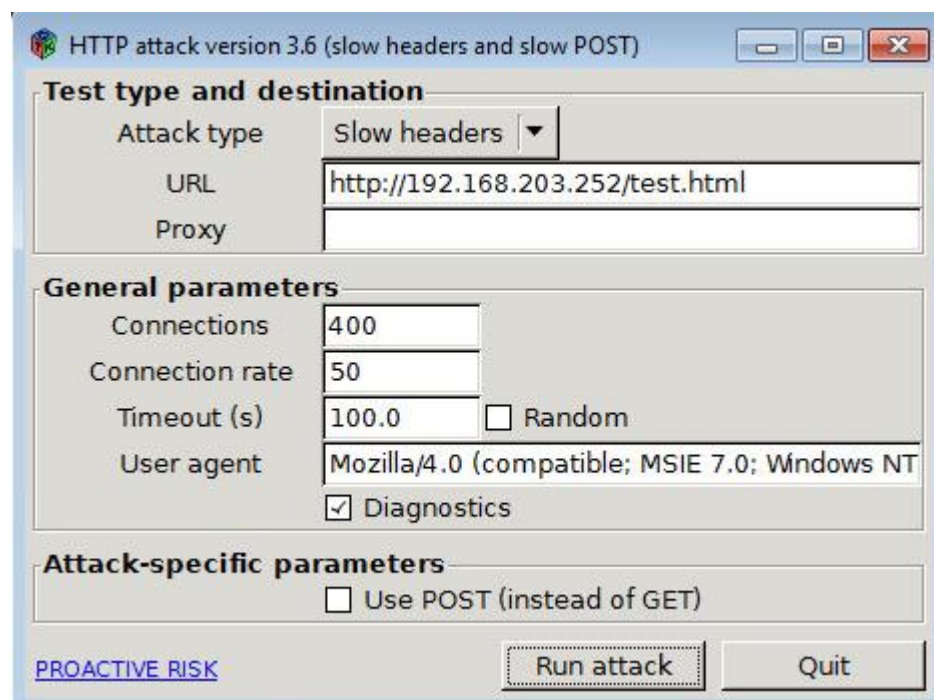 HTTP attack version 3.6 (slow headers and slow POST)
Test type and destination
Attack type Slow headers
URL http://192.168.203.252/test.html
Proxy
General parameters
Connections 400
Connection rate 50
Timeout (s) 100.0 Random
User agent Mozilla/4.0 (compatible; MSIE 7.0; Windows NT
Diagnostics
Attack-specific parameters
Use POST (instead of GET)
PROACTIVE RISK Run attack Quit